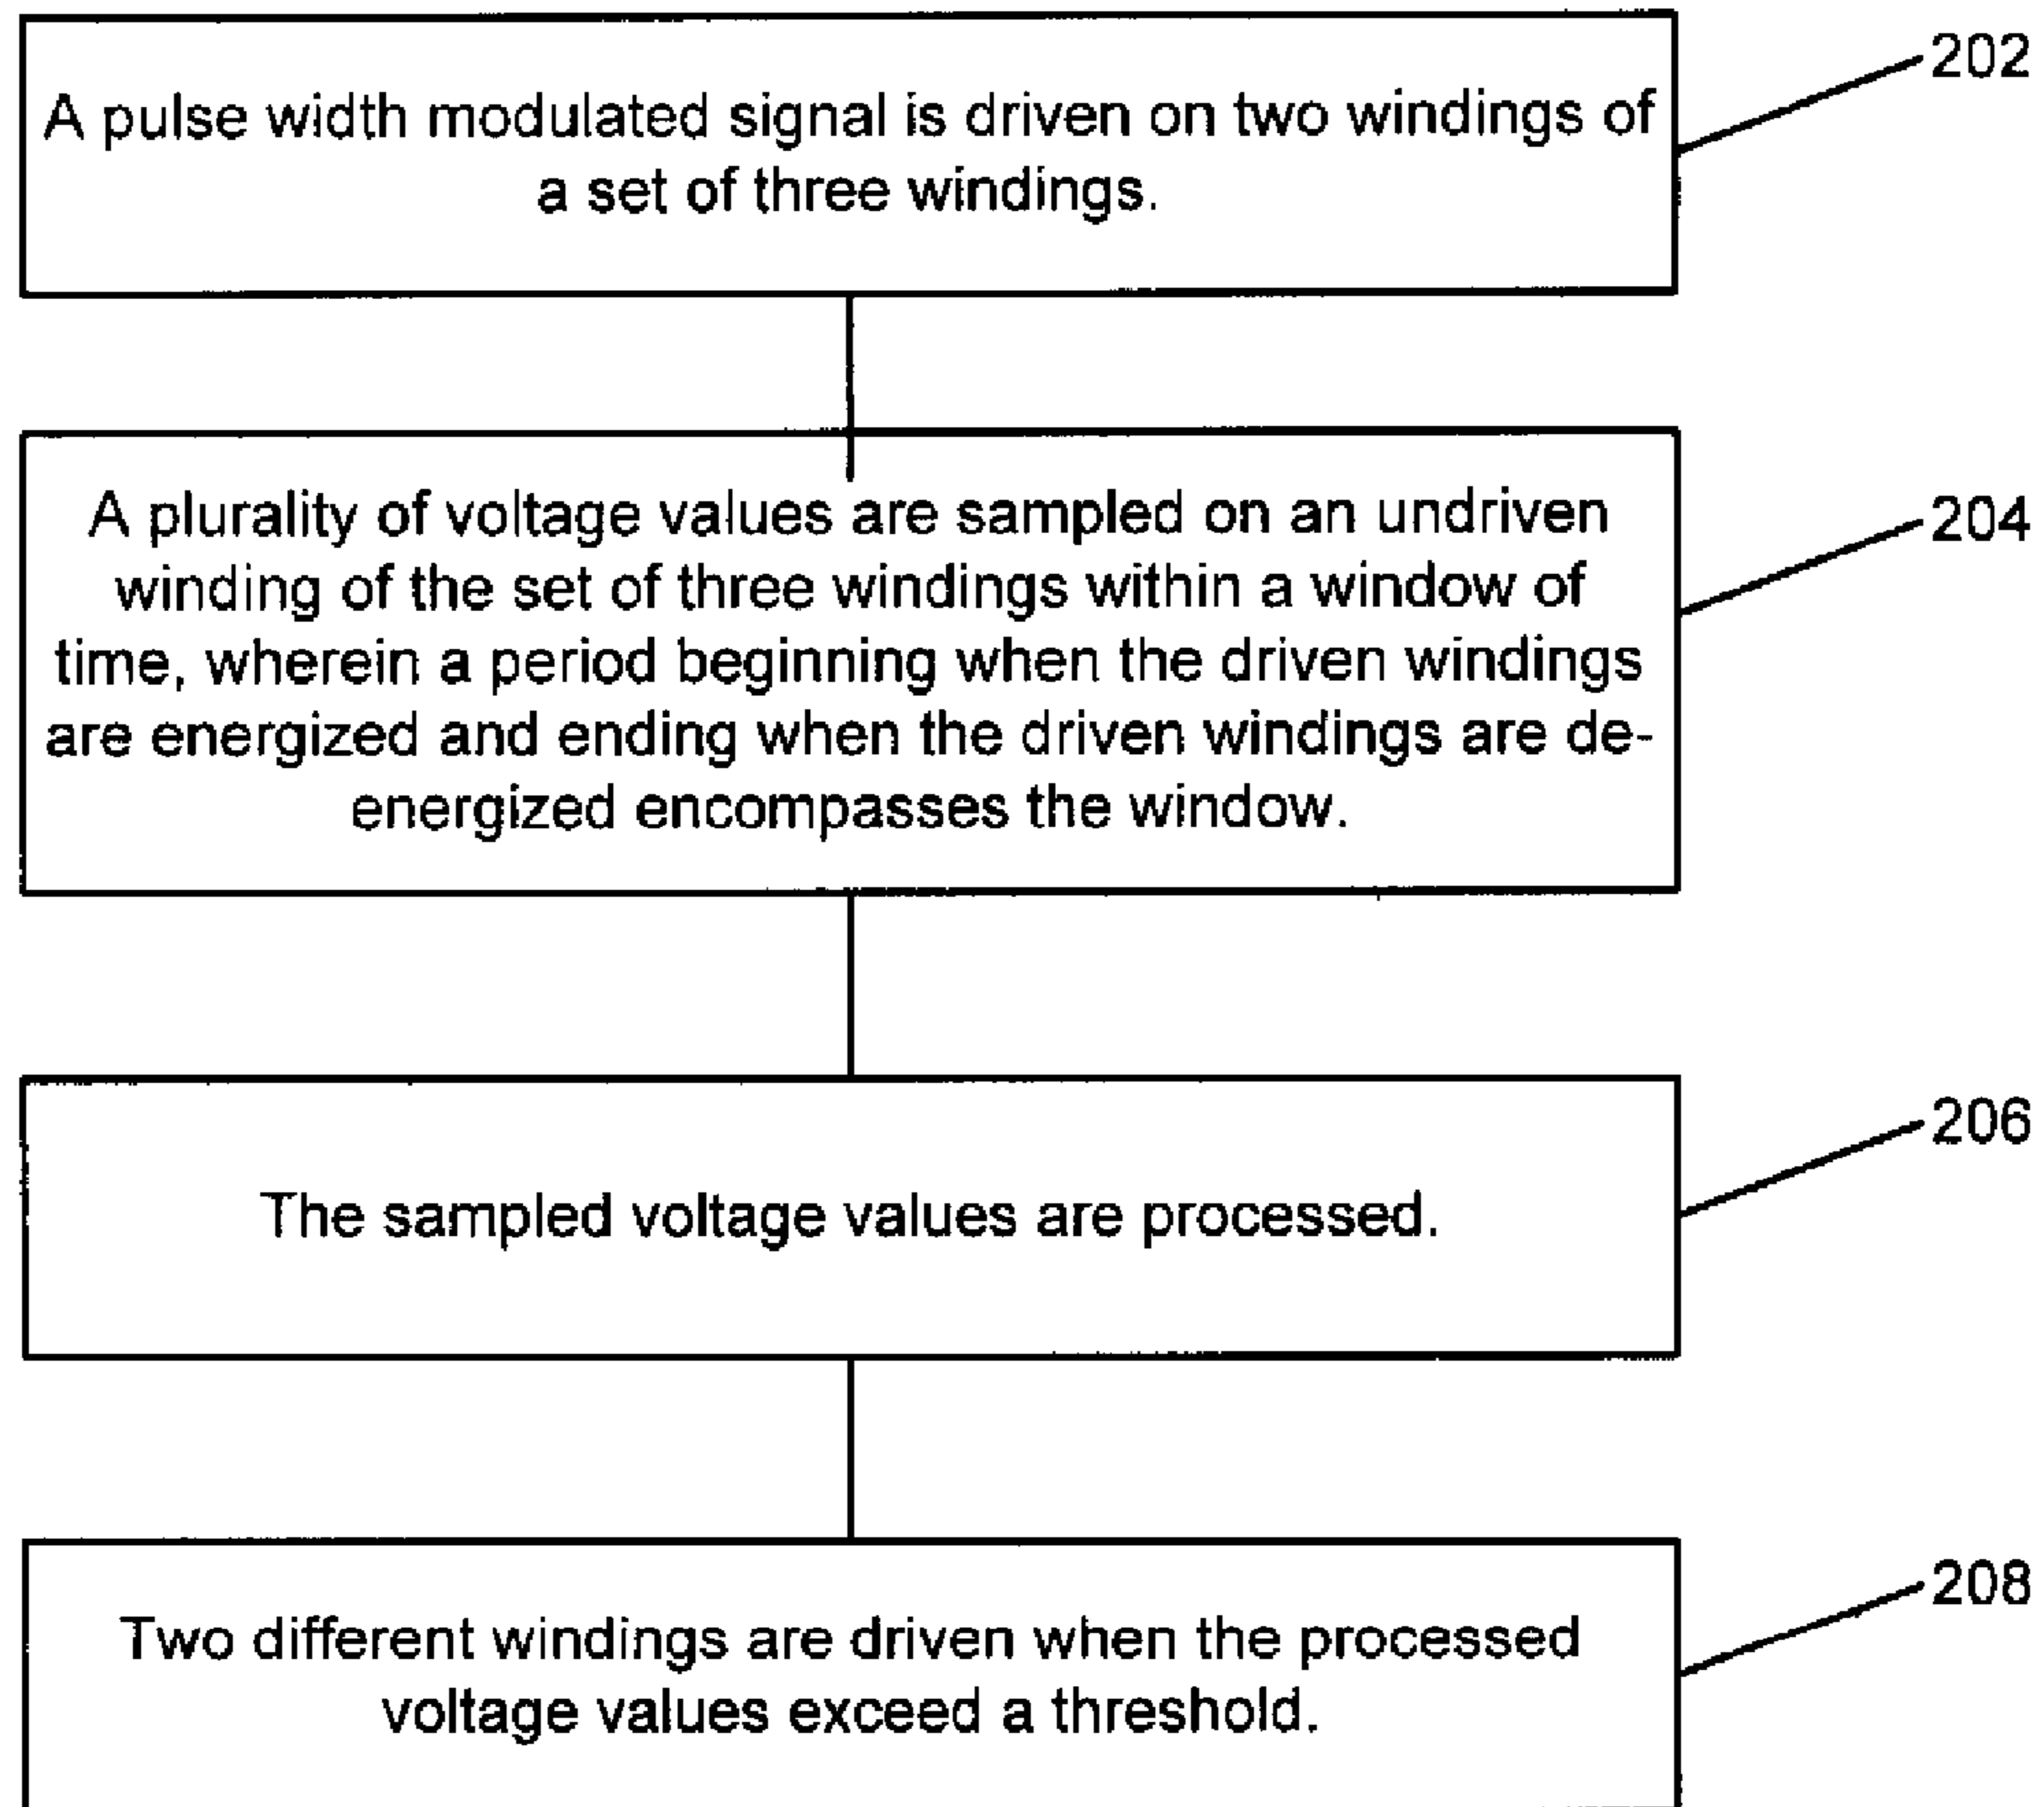 202
A pulse width modulated signal is driven on two windings of
a set of three windings.
204
A plurality of voltage values are sampled on an undriven
winding of the set of three windings within a window of
time, wherein a period beginning when the driven windings
are energized and ending when the driven windings are de-
energized encompasses the window.
206
The sampled voltage values are processed.
208
Two different windings are driven when the processed
voltage values exceed a threshold.